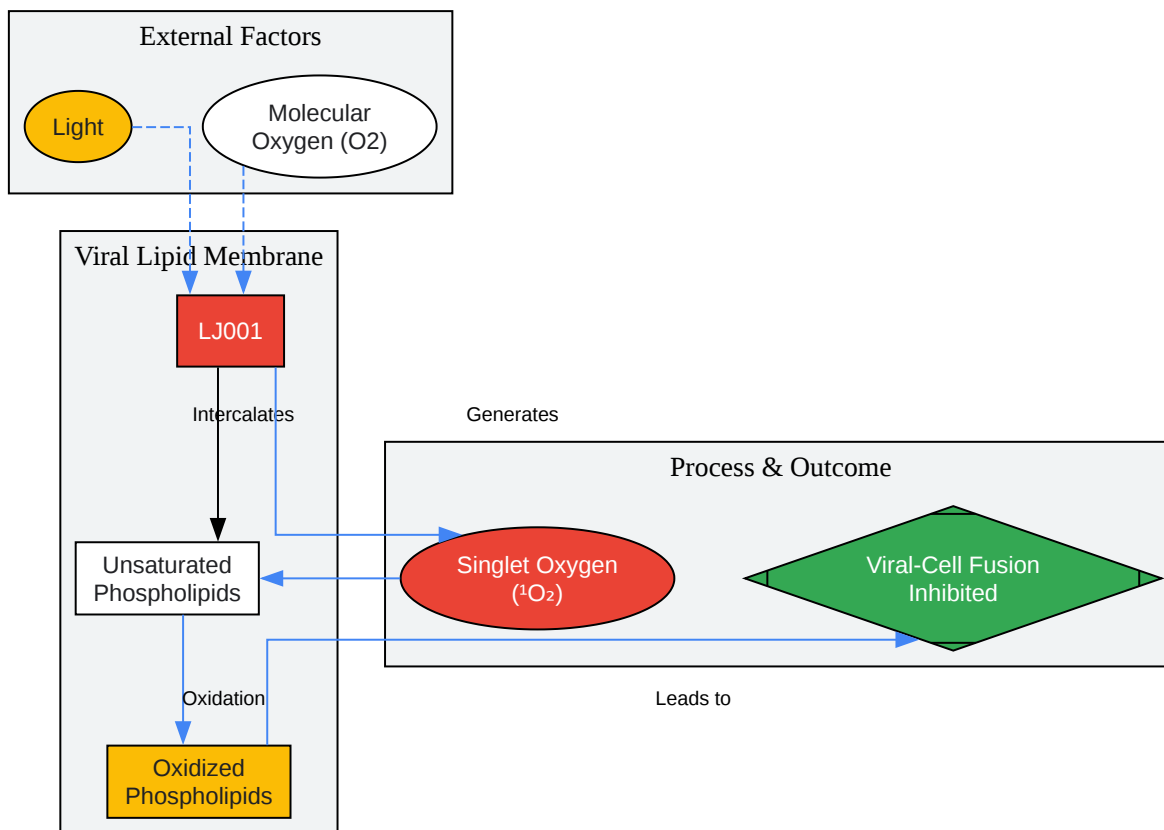 External Factors
Light
Molecular
Oxygen (O2)
Viral Lipid Membrane
LJ001
Intercalates
Generates
Process & Outcome
Unsaturated
Phospholipids
Singlet Oxygen
(¹O₂)
Viral-Cell Fusion
Inhibited
Oxidation
Leads to
Oxidized
Phospholipids